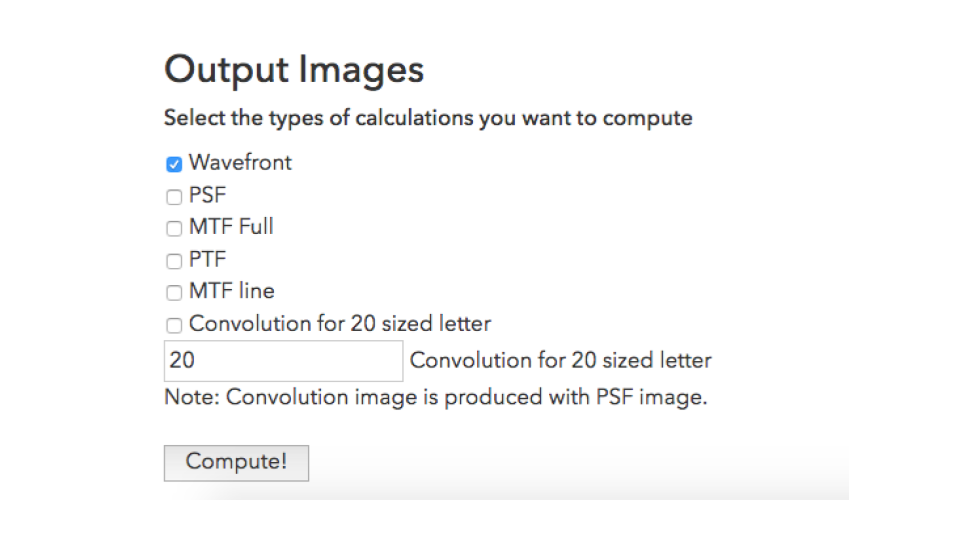 Output Images
Select the types of calculations you want to compute
Wavefront
PSF
MTF Full
PTF
MTF line
Convolution for 20 sized letter
20 Convolution for 20 sized letter
Note: Convolution image is produced with PSF image.
Compute!